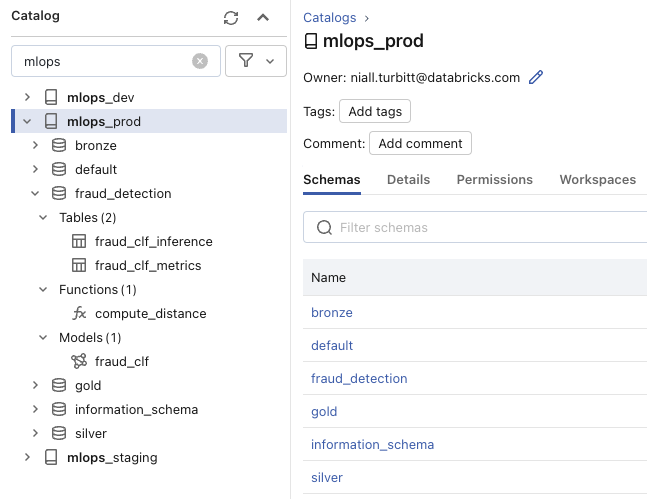 Catalog
mlops
mlops_dev
mlops_prod
bronze
default
fraud_detection
Tables (2)
fraud_clf_inference
fraud_clf_metrics
Functions (1)
fx compute_distance
Models (1)
fraud_clf
gold
information_schema
silver
mlops_staging
Catalogs ›
mlops_prod
Owner: niall.turbitt@databricks.com
Tags: Add tags
Comment: Add comment
Schemas Details Permissions Workspaces
Filter schemas
Name
bronze
default
fraud_detection
gold
information_schema
silver